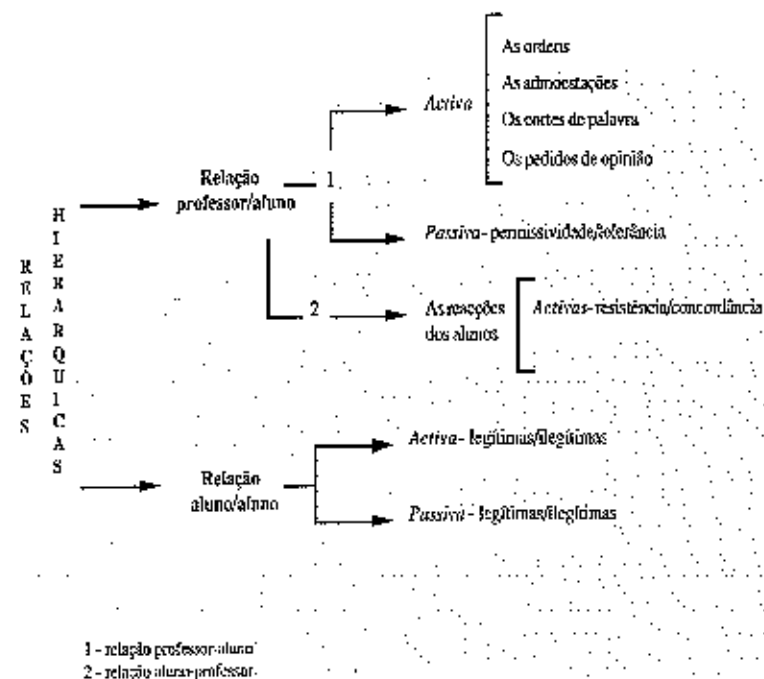 RELAÇÕES
HIERARQUICAS
Relação
professor/aluno
1
Activa
As ordens
As admoestações
Os cortes de palavra
Os pedidos de opinião
Passiva - permissividade/tolerância
2
As reacções
dos alunos
Activas - resistência/concordância
Relação
aluno/aluno
Activa - legítimas/ilegítimas
Passiva - legítimas/ilegítimas
1 - relação professor-aluno
2 - relação aluno-professor.